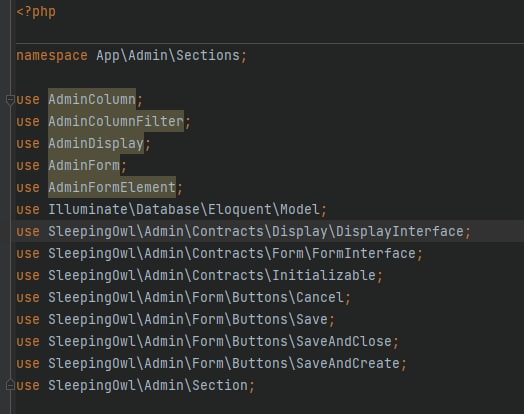 <?php
namespace App\Admin\Sections;
use AdminColumn;
use AdminColumnFilter;
use AdminDisplay;
use AdminForm;
use AdminFormElement;
use Illuminate\Database\Eloquent\Model;
use SleepingOwl\Admin\Contracts\Display\DisplayInterface;
use SleepingOwl\Admin\Contracts\Form\FormInterface;
use SleepingOwl\Admin\Contracts\Initializable;
use SleepingOwl\Admin\Form\Buttons\Cancel;
use SleepingOwl\Admin\Form\Buttons\Save;
use SleepingOwl\Admin\Form\Buttons\SaveAndClose;
use SleepingOwl\Admin\Form\Buttons\SaveAndCreate;
use SleepingOwl\Admin\Section;